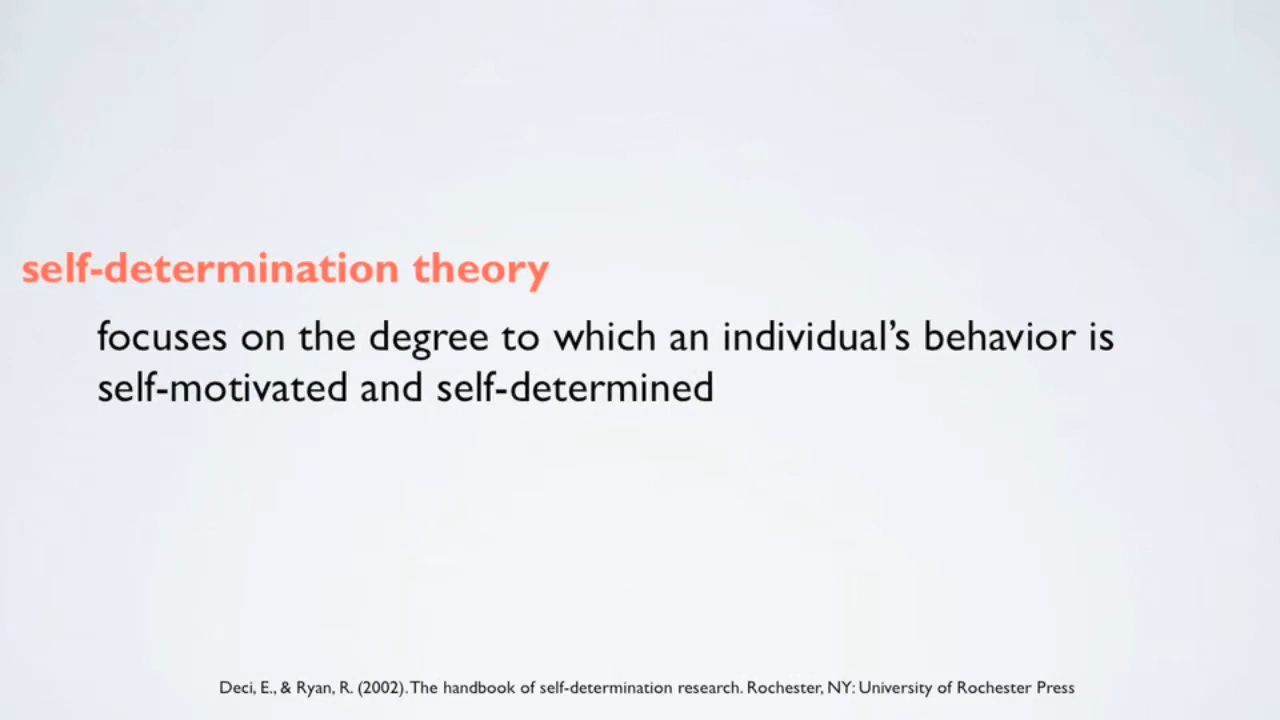 self-determination theory
focuses on the degree to which an individual’s behavior is
self-motivated and self-determined
Deci, E., & Ryan, R. (2002). The handbook of self-determination research. Rochester, NY: University of Rochester Press